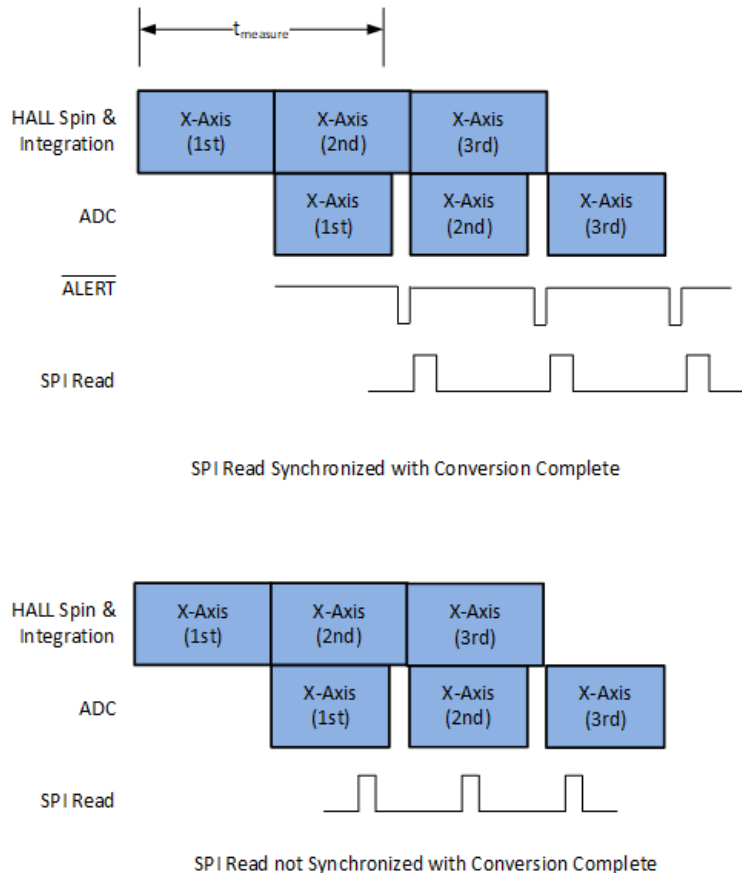 tmeasure
HALL Spin &
Integration
X-Axis
(1st)
X-Axis
(2nd)
X-Axis
(3rd)
ADC
X-Axis
(1st)
X-Axis
(2nd)
X-Axis
(3rd)
ALERT
SPI Read
SPI Read Synchronized with Conversion Complete
HALL Spin &
Integration
X-Axis
(1st)
X-Axis
(2nd)
X-Axis
(3rd)
ADC
X-Axis
(1st)
X-Axis
(2nd)
X-Axis
(3rd)
SPI Read
SPI Read not Synchronized with Conversion Complete